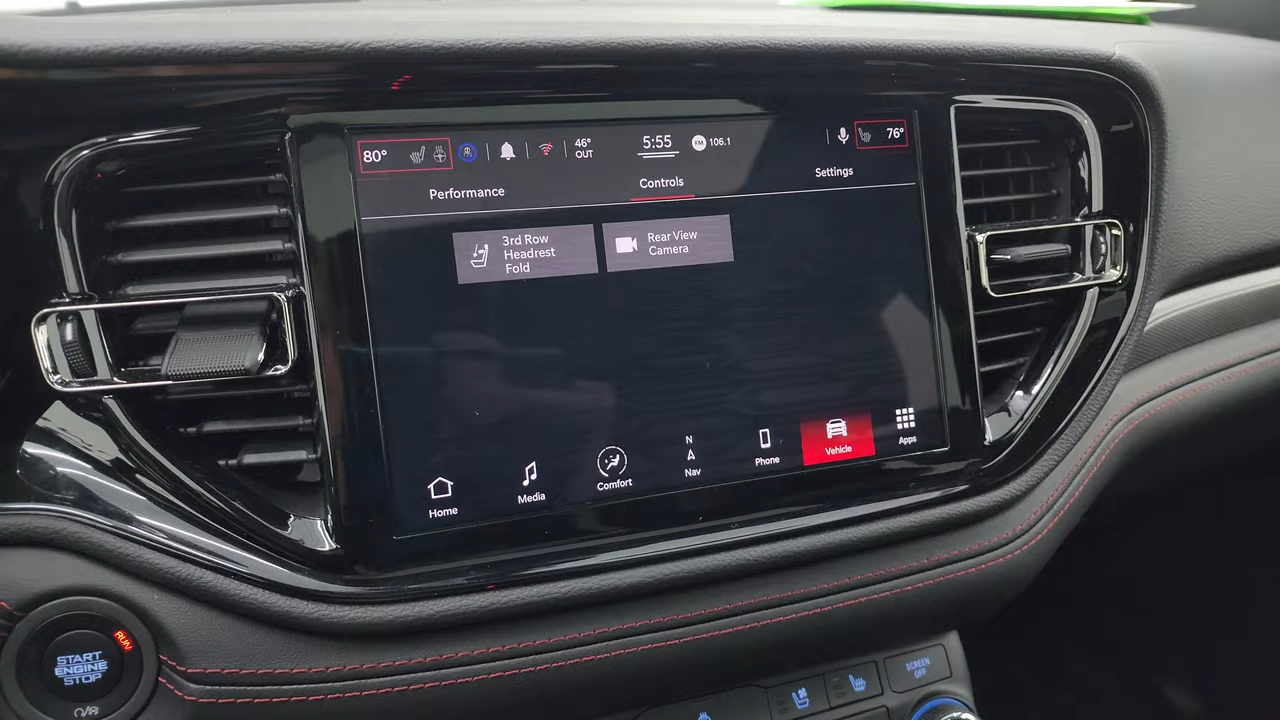 80°
46°
OUT
5:55
FM 106.1
76°
Performance
Controls
Settings
3rd Row
Headrest
Fold
Rear View
Camera
Home
Media
Comfort
N
Nav
Phone
Vehicle
Apps
RUN
START
ENGINE
STOP
SCREEN
OFF